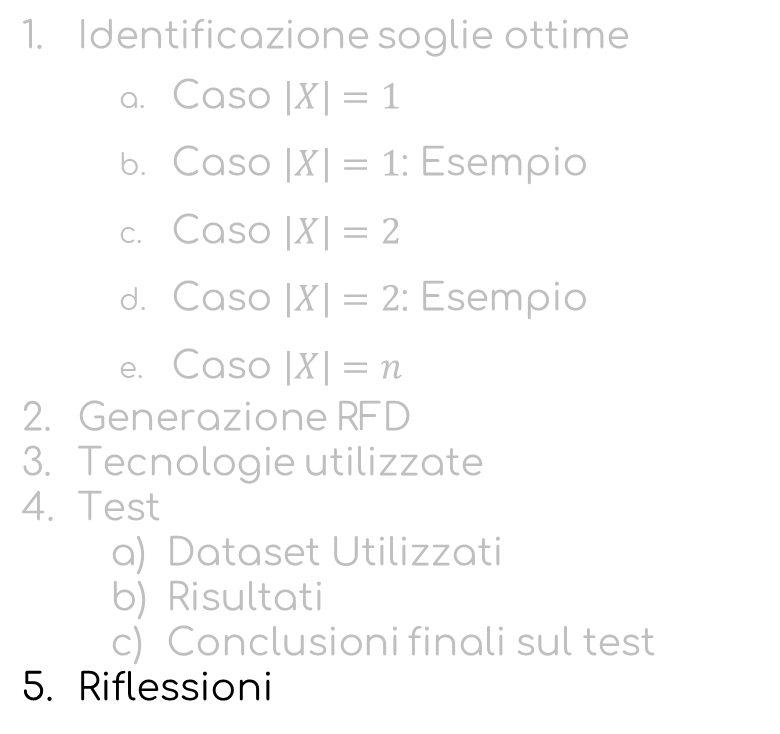 1. Identificazione soglie ottime
a. Caso |X| = 1
b. Caso |X| = 1: Esempio
c. Caso |X| = 2
d. Caso |X| = 2: Esempio
e. Caso |X| = n
2. Generazione RFD
3. Tecnologie utilizzate
4. Test
a) Dataset Utilizzati
b) Risultati
c) Conclusioni finali sul test
5. Riflessioni